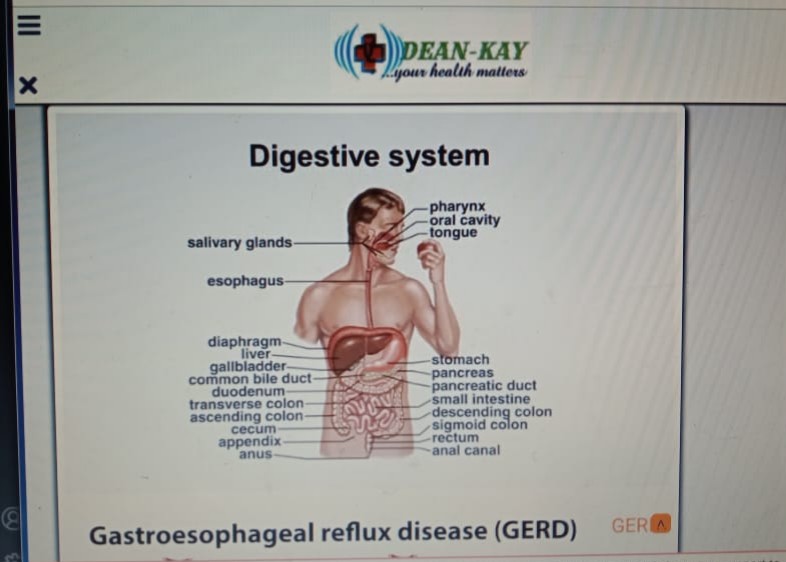 DEAN-KAY
...your health matters
Digestive system
pharynx
oral cavity
tongue
salivary glands
esophagus
diaphragm
liver
gallbladder
common bile duct
duodenum
transverse colon
ascending colon
cecum
appendix
anus
stomach
pancreas
pancreatic duct
small intestine
descending colon
sigmoid colon
rectum
anal canal
Gastroesophageal reflux disease (GERD)
GER